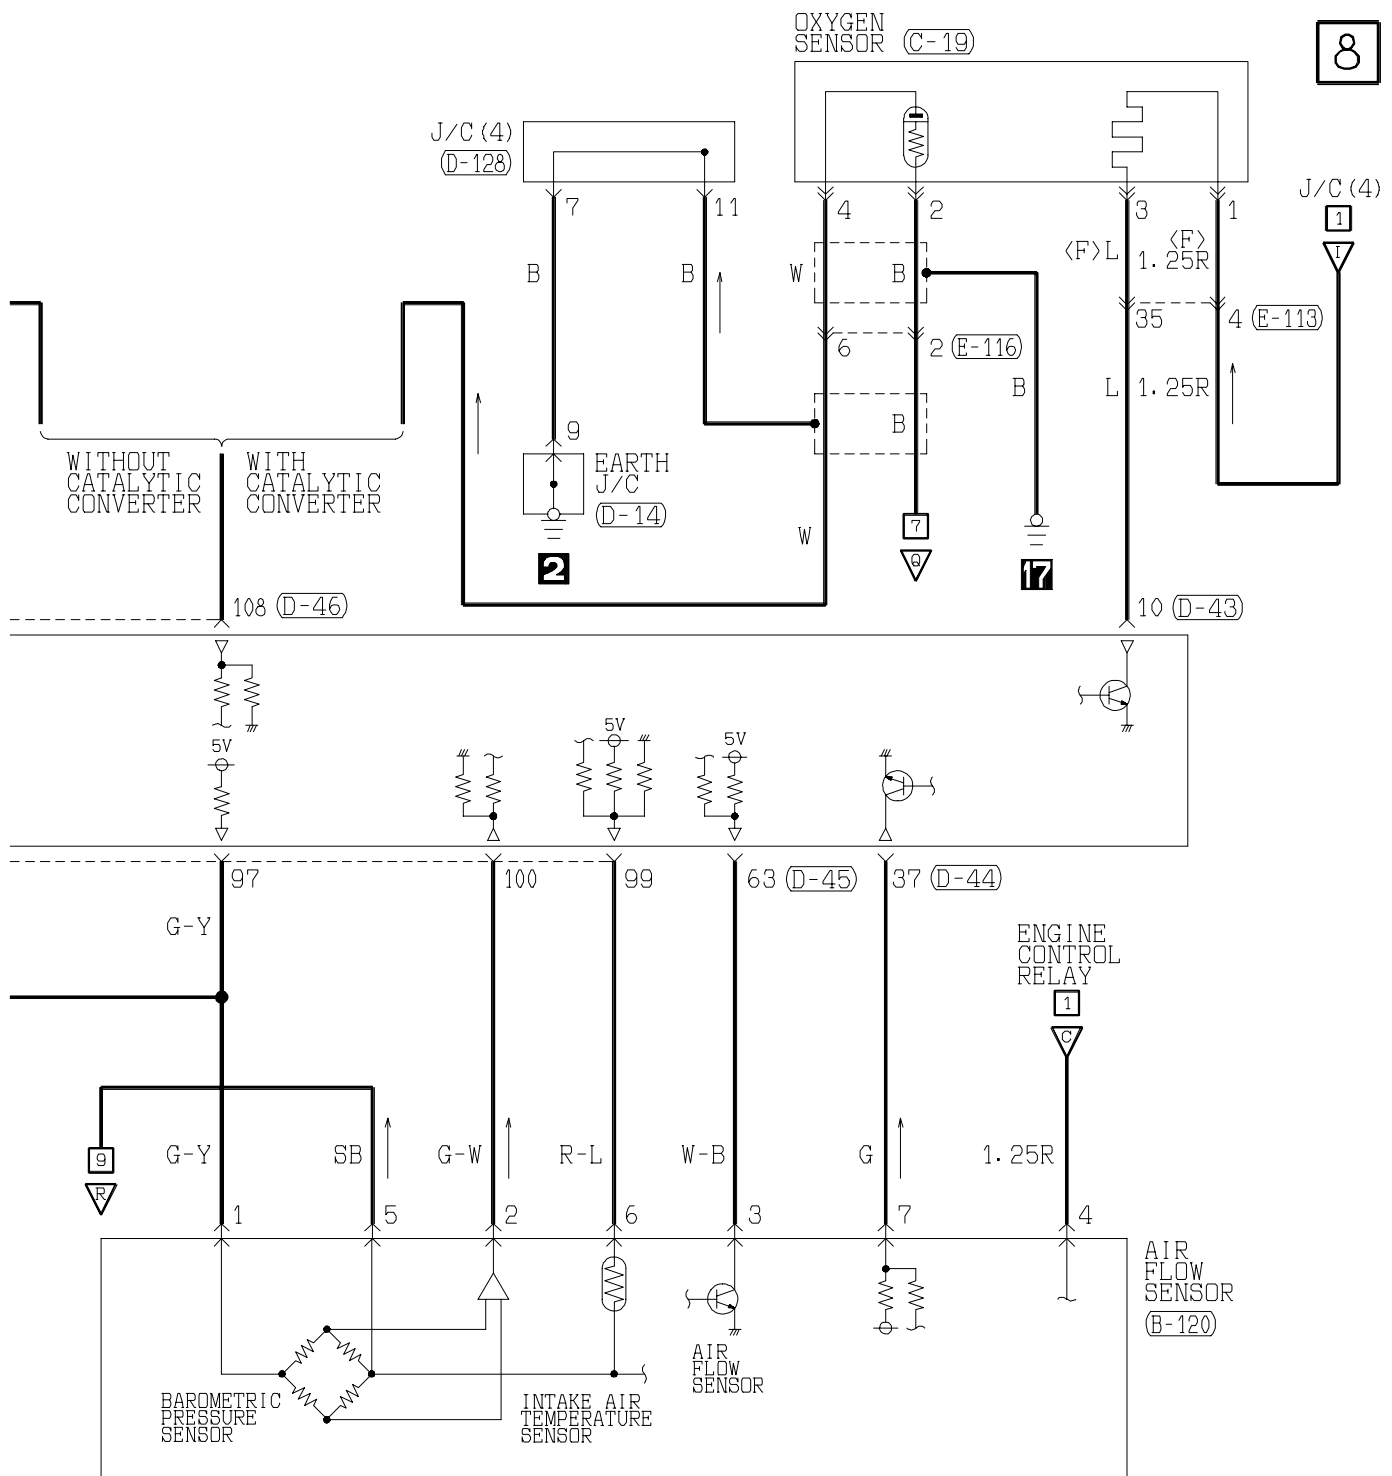 OXYGEN
SENSOR (C-19)
8
J/C (4)
(D-128)
J/C (4)
1
I
7
11
4
2
3
1
B
B
W
B
<F>L
<F>
1.25R
35
4 (E-113)
6
2 (E-116)
B
L
1.25R
B
WITHOUT
CATALYTIC
CONVERTER
WITH
CATALYTIC
CONVERTER
9
EARTH
J/C
(D-14)
2
W
7
Q
17
108 (D-46)
10 (D-43)
5V
5V
5V
97
100
99
63 (D-45)
37 (D-44)
G-Y
ENGINE
CONTROL
RELAY
1
C
9
R
G-Y
SB
G-W
R-L
W-B
G
1.25R
1
5
2
6
3
7
4
AIR
FLOW
SENSOR
(B-120)
BAROMETRIC
PRESSURE
SENSOR
INTAKE AIR
TEMPERATURE
SENSOR
AIR
FLOW
SENSOR